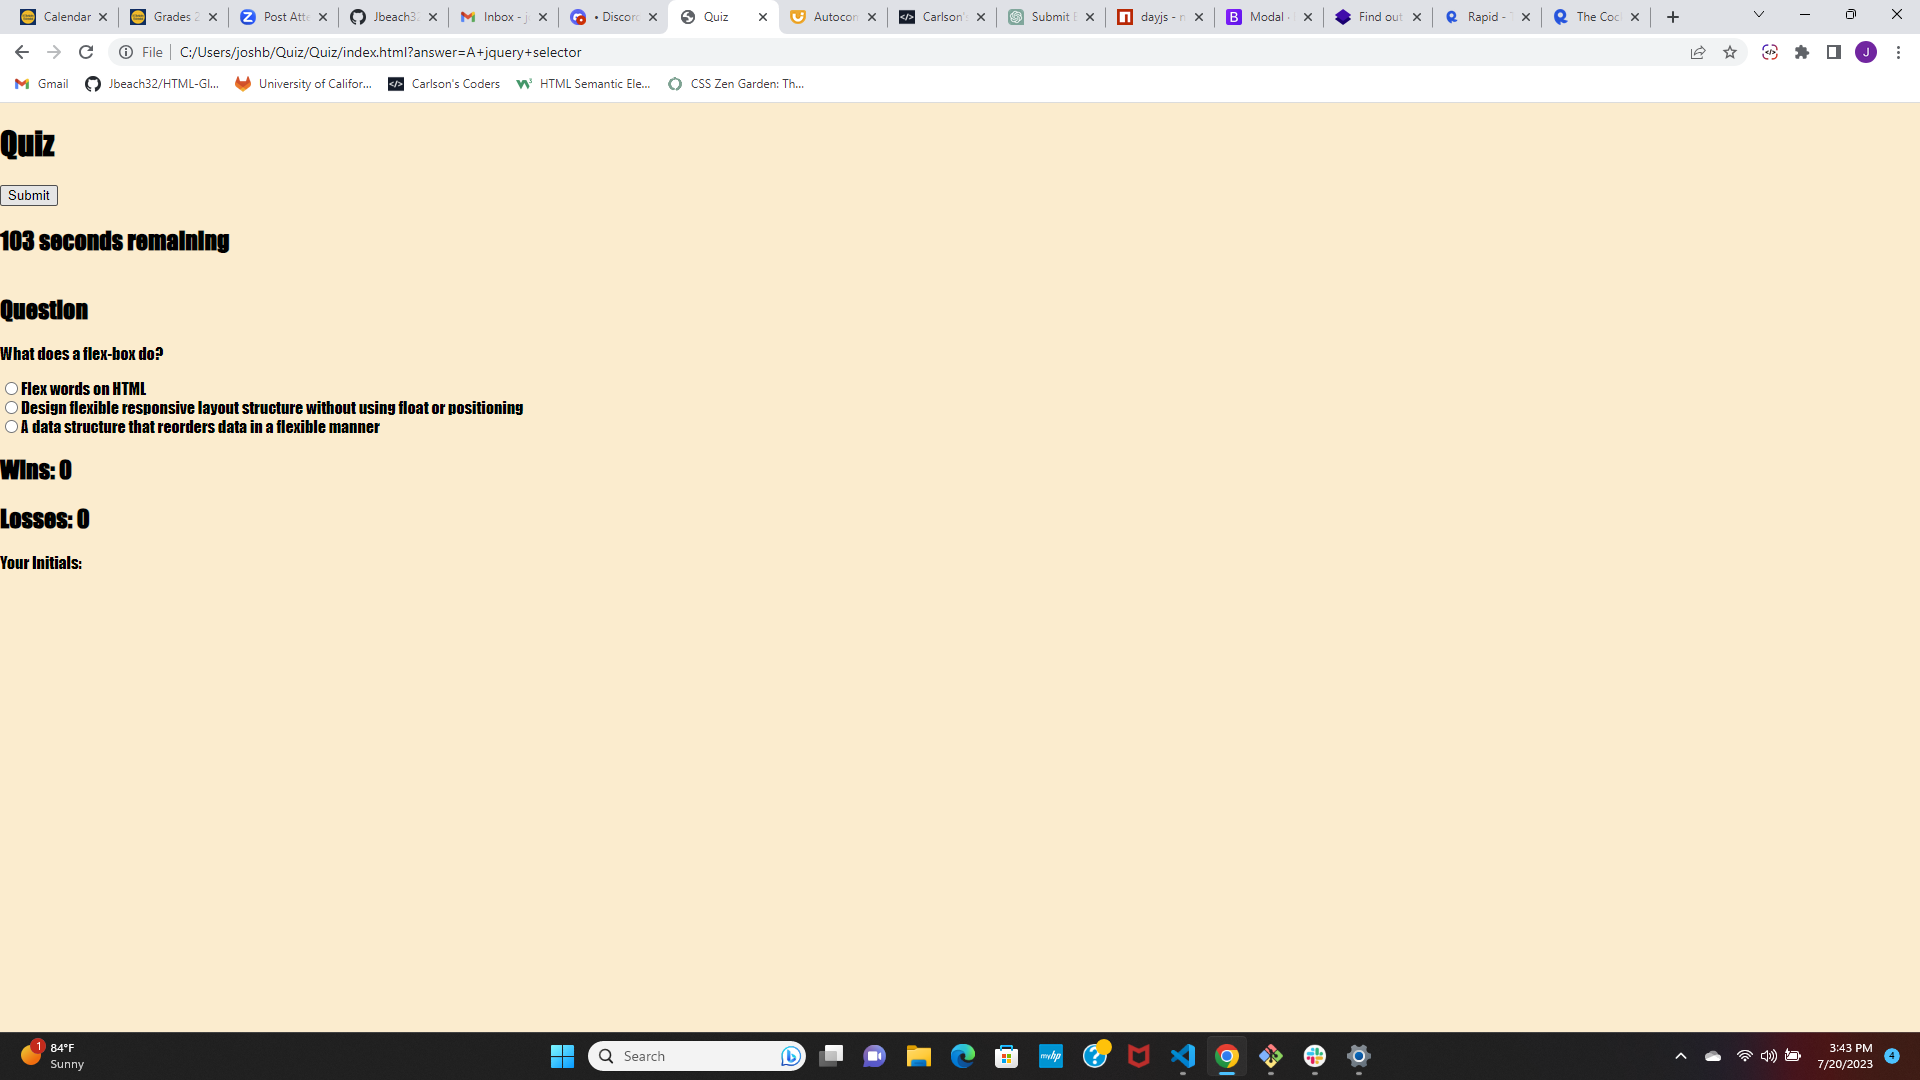 Calendar
Grades
Post Atte
Jbeach32
Inbox - j
• Discord
Quiz
Autocom
Carlson'
Submit
dayjs - n
Modal ·
Find out
Rapid -
The Coc
File
C:/Users/joshb/Quiz/Quiz/index.html?answer=A+jquery+selector
J
Gmail
Jbeach32/HTML-Gl...
University of Califor...
Carlson's Coders
HTML Semantic Ele...
CSS Zen Garden: Th...
Quiz
Submit
103 seconds remaining
Question
What does a flex-box do?
Flex words on HTML
Design flexible responsive layout structure without using float or positioning
A data structure that reorders data in a flexible manner
Wins: 0
Losses: 0
Your Initials:
1
84°F
Sunny
Search
myhp
3:43 PM
7/20/2023
4